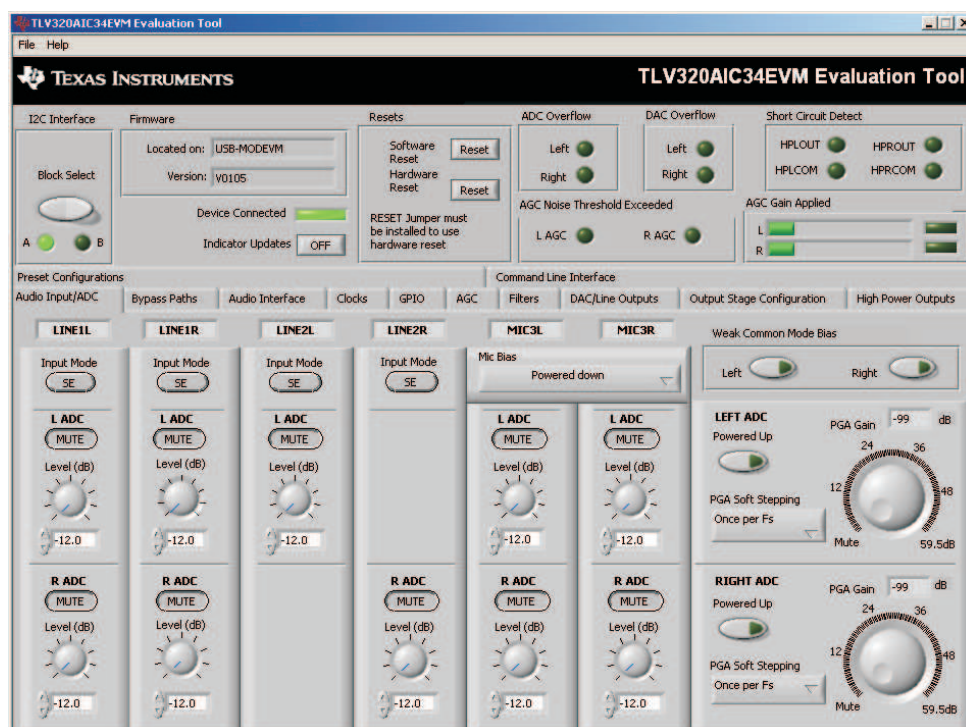 TLV320AIC34EVM Evaluation Tool
File Help
TEXAS INSTRUMENTS
TLV320AIC34EVM Evaluation Tool
I2C Interface
Block Select
A B
Firmware
Located on: USB-MODEVM
Version: V0105
Device Connected
Indicator Updates OFF
Resets
Software Reset Reset
Hardware Reset Reset
RESET Jumper must
be installed to use
hardware reset
ADC Overflow
Left
Right
DAC Overflow
Left
Right
Short Circuit Detect
HPLOUT HPROUT
HPLCOM HPRCOM
AGC Noise Threshold Exceeded
L AGC R AGC
AGC Gain Applied
L
R
Preset Configurations Command Line Interface
Audio Input/ADC Bypass Paths Audio Interface Clocks GPIO AGC Filters DAC/Line Outputs Output Stage Configuration High Power Outputs
LINE1L LINE1R LINE2L LINE2R MIC3L MIC3R
Input Mode Input Mode Input Mode Input Mode
SE SE SE SE
Mic Bias
Powered down
L ADC L ADC L ADC L ADC L ADC
MUTE MUTE MUTE MUTE MUTE
Level (dB) Level (dB) Level (dB) Level (dB) Level (dB)
-12.0 -12.0 -12.0 -12.0 -12.0
R ADC R ADC R ADC R ADC R ADC
MUTE MUTE MUTE MUTE MUTE
Level (dB) Level (dB) Level (dB) Level (dB) Level (dB)
-12.0 -12.0 -12.0 -12.0 -12.0
Weak Common Mode Bias
Left Right
LEFT ADC
Powered Up
PGA Soft Stepping
Once per Fs
PGA Gain -99 dB
24 36
12 48
Mute 59.5dB
RIGHT ADC
Powered Up
PGA Soft Stepping
Once per Fs
PGA Gain -99 dB
24 36
12 48
Mute 59.5dB